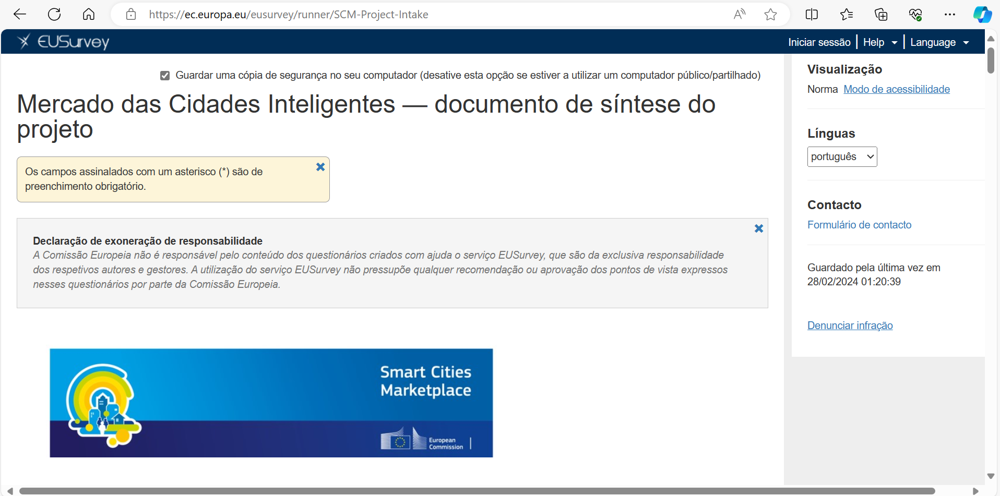 https://ec.europa.eu/eusurvey/runner/SCM-Project-Intake
EUSurvey
Iniciar sessão | Help | Language
Guardar uma cópia de segurança no seu computador (desative esta opção se estiver a utilizar um computador público/partilhado)
Mercado das Cidades Inteligentes — documento de síntese do
projeto
Os campos assinalados com um asterisco (*) são de
preenchimento obrigatório.
Declaração de exoneração de responsabilidade
A Comissão Europeia não é responsável pelo conteúdo dos questionários criados com ajuda o serviço EUSurvey, que são da exclusiva responsabilidade
dos respetivos autores e gestores. A utilização do serviço EUSurvey não pressupõe qualquer recomendação ou aprovação dos pontos de vista expressos
nesses questionários por parte da Comissão Europeia.
Smart Cities
Marketplace
European
Commission
Visualização
Norma Modo de acessibilidade
Línguas
português
Contacto
Formulário de contacto
Guardado pela última vez em
28/02/2024 01:20:39
Denunciar infração